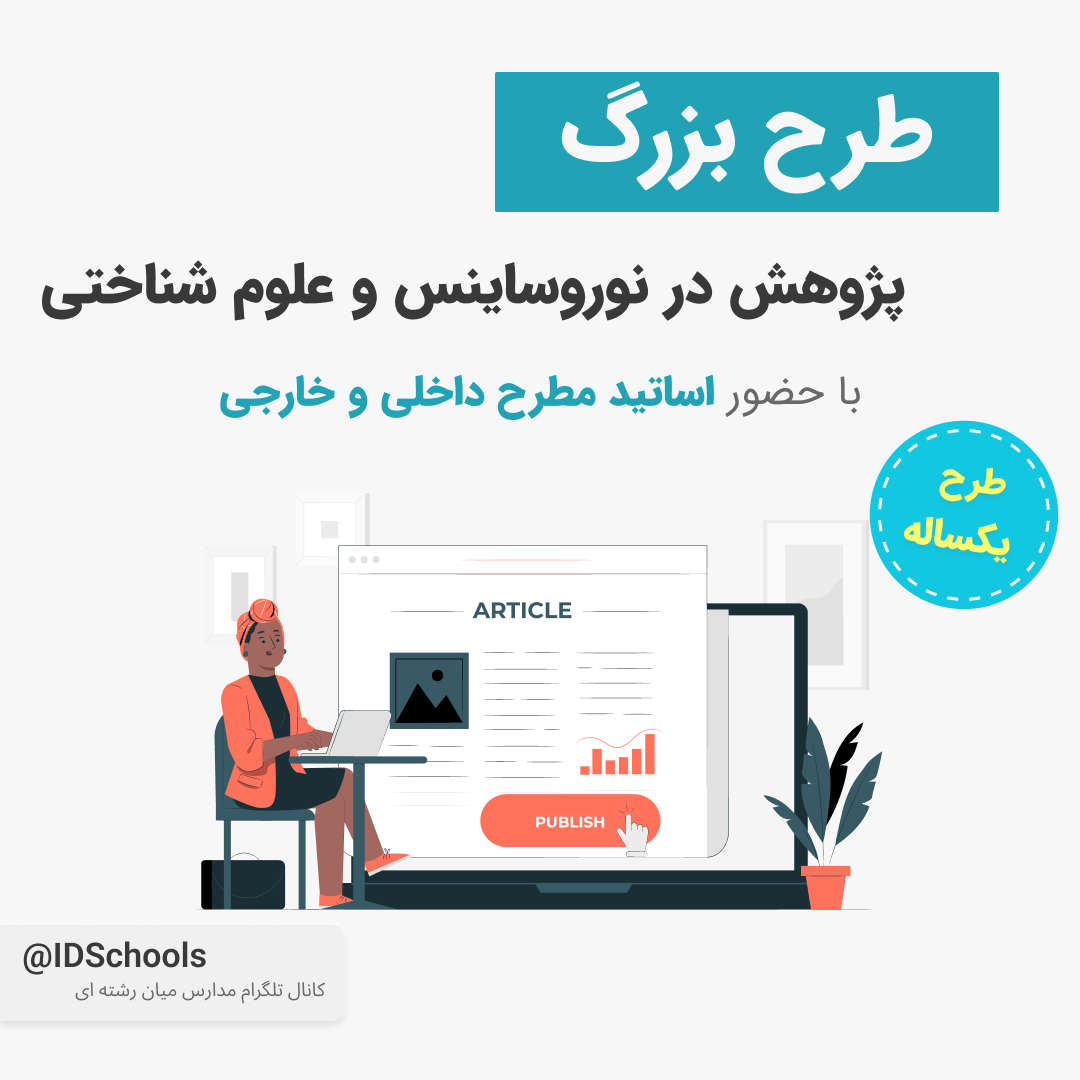 طرح بزرگ
پژوهش در نوروساینس و علوم شناختی
با حضور اساتید مطرح داخلی و خارجی
طرح
یکساله
ARTICLE
PUBLISH
@IDSchools
کانال تلگرام مدارس میان رشته ای